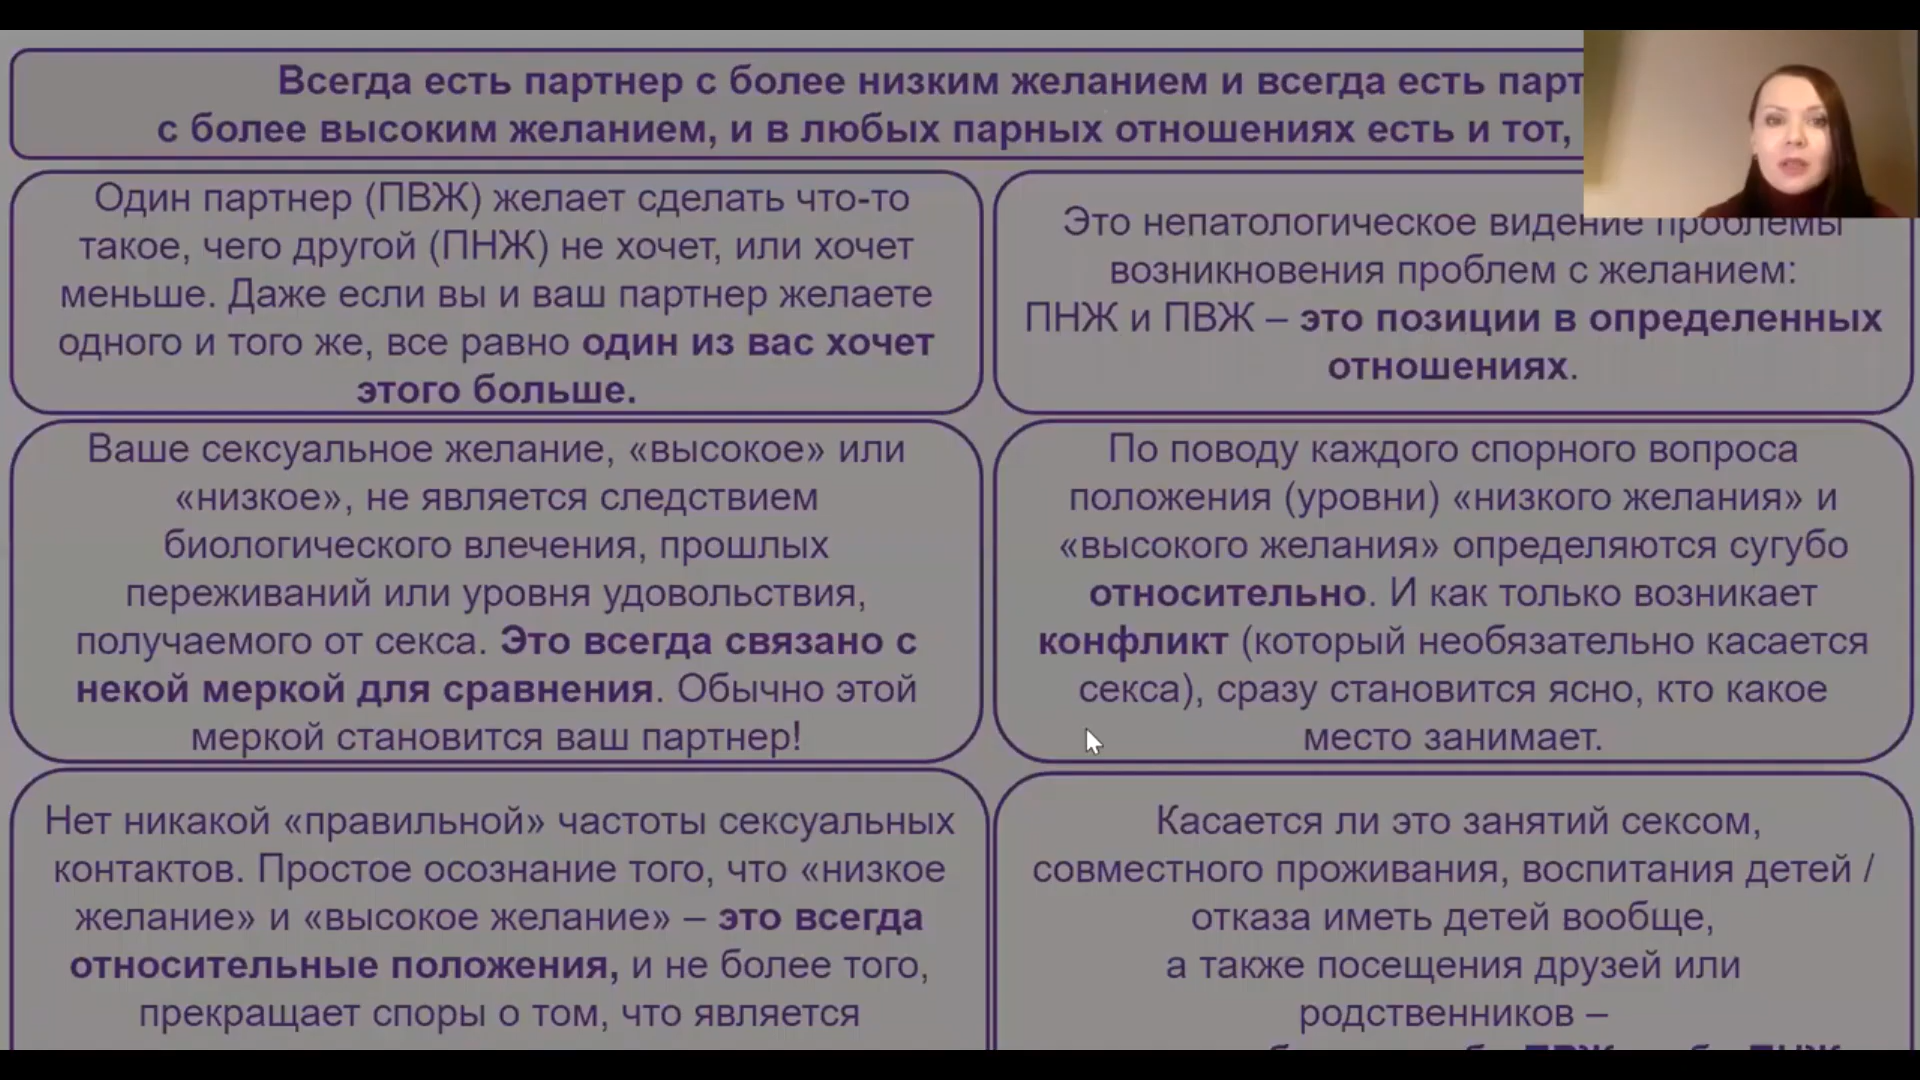 Всегда есть партнер с более низким желанием и всегда есть
с более высоким желанием, и в любых парных отношениях есть и тот,
Один партнер (ПВЖ) желает сделать что-то
такое, чего другой (ПНЖ) не хочет, или хочет
меньше. Даже если вы и ваш партнер желаете
одного и того же, все равно один из вас хочет
этого больше.
Это непатологическое видение проблемы
возникновения проблем с желанием:
ПНЖ и ПВЖ – это позиции в определенных
отношениях.
Ваше сексуальное желание, «высокое» или
«низкое», не является следствием
биологического влечения, прошлых
переживаний или уровня удовольствия,
получаемого от секса. Это всегда связано с
некой меркой для сравнения. Обычно этой
меркой становится ваш партнер!
По поводу каждого спорного вопроса
положения (уровни) «низкого желания» и
«высокого желания» определяются сугубо
относительно. И как только возникает
конфликт (который необязательно касается
секса), сразу становится ясно, кто какое
место занимает.
Нет никакой «правильной» частоты сексуальных
контактов. Простое осознание того, что «низкое
желание» и «высокое желание» – это всегда
относительные положения, и не более того,
прекращает споры о том, что является
Касается ли это занятий сексом,
совместного проживания, воспитания детей /
отказа иметь детей вообще,
а также посещения друзей или
родственников –